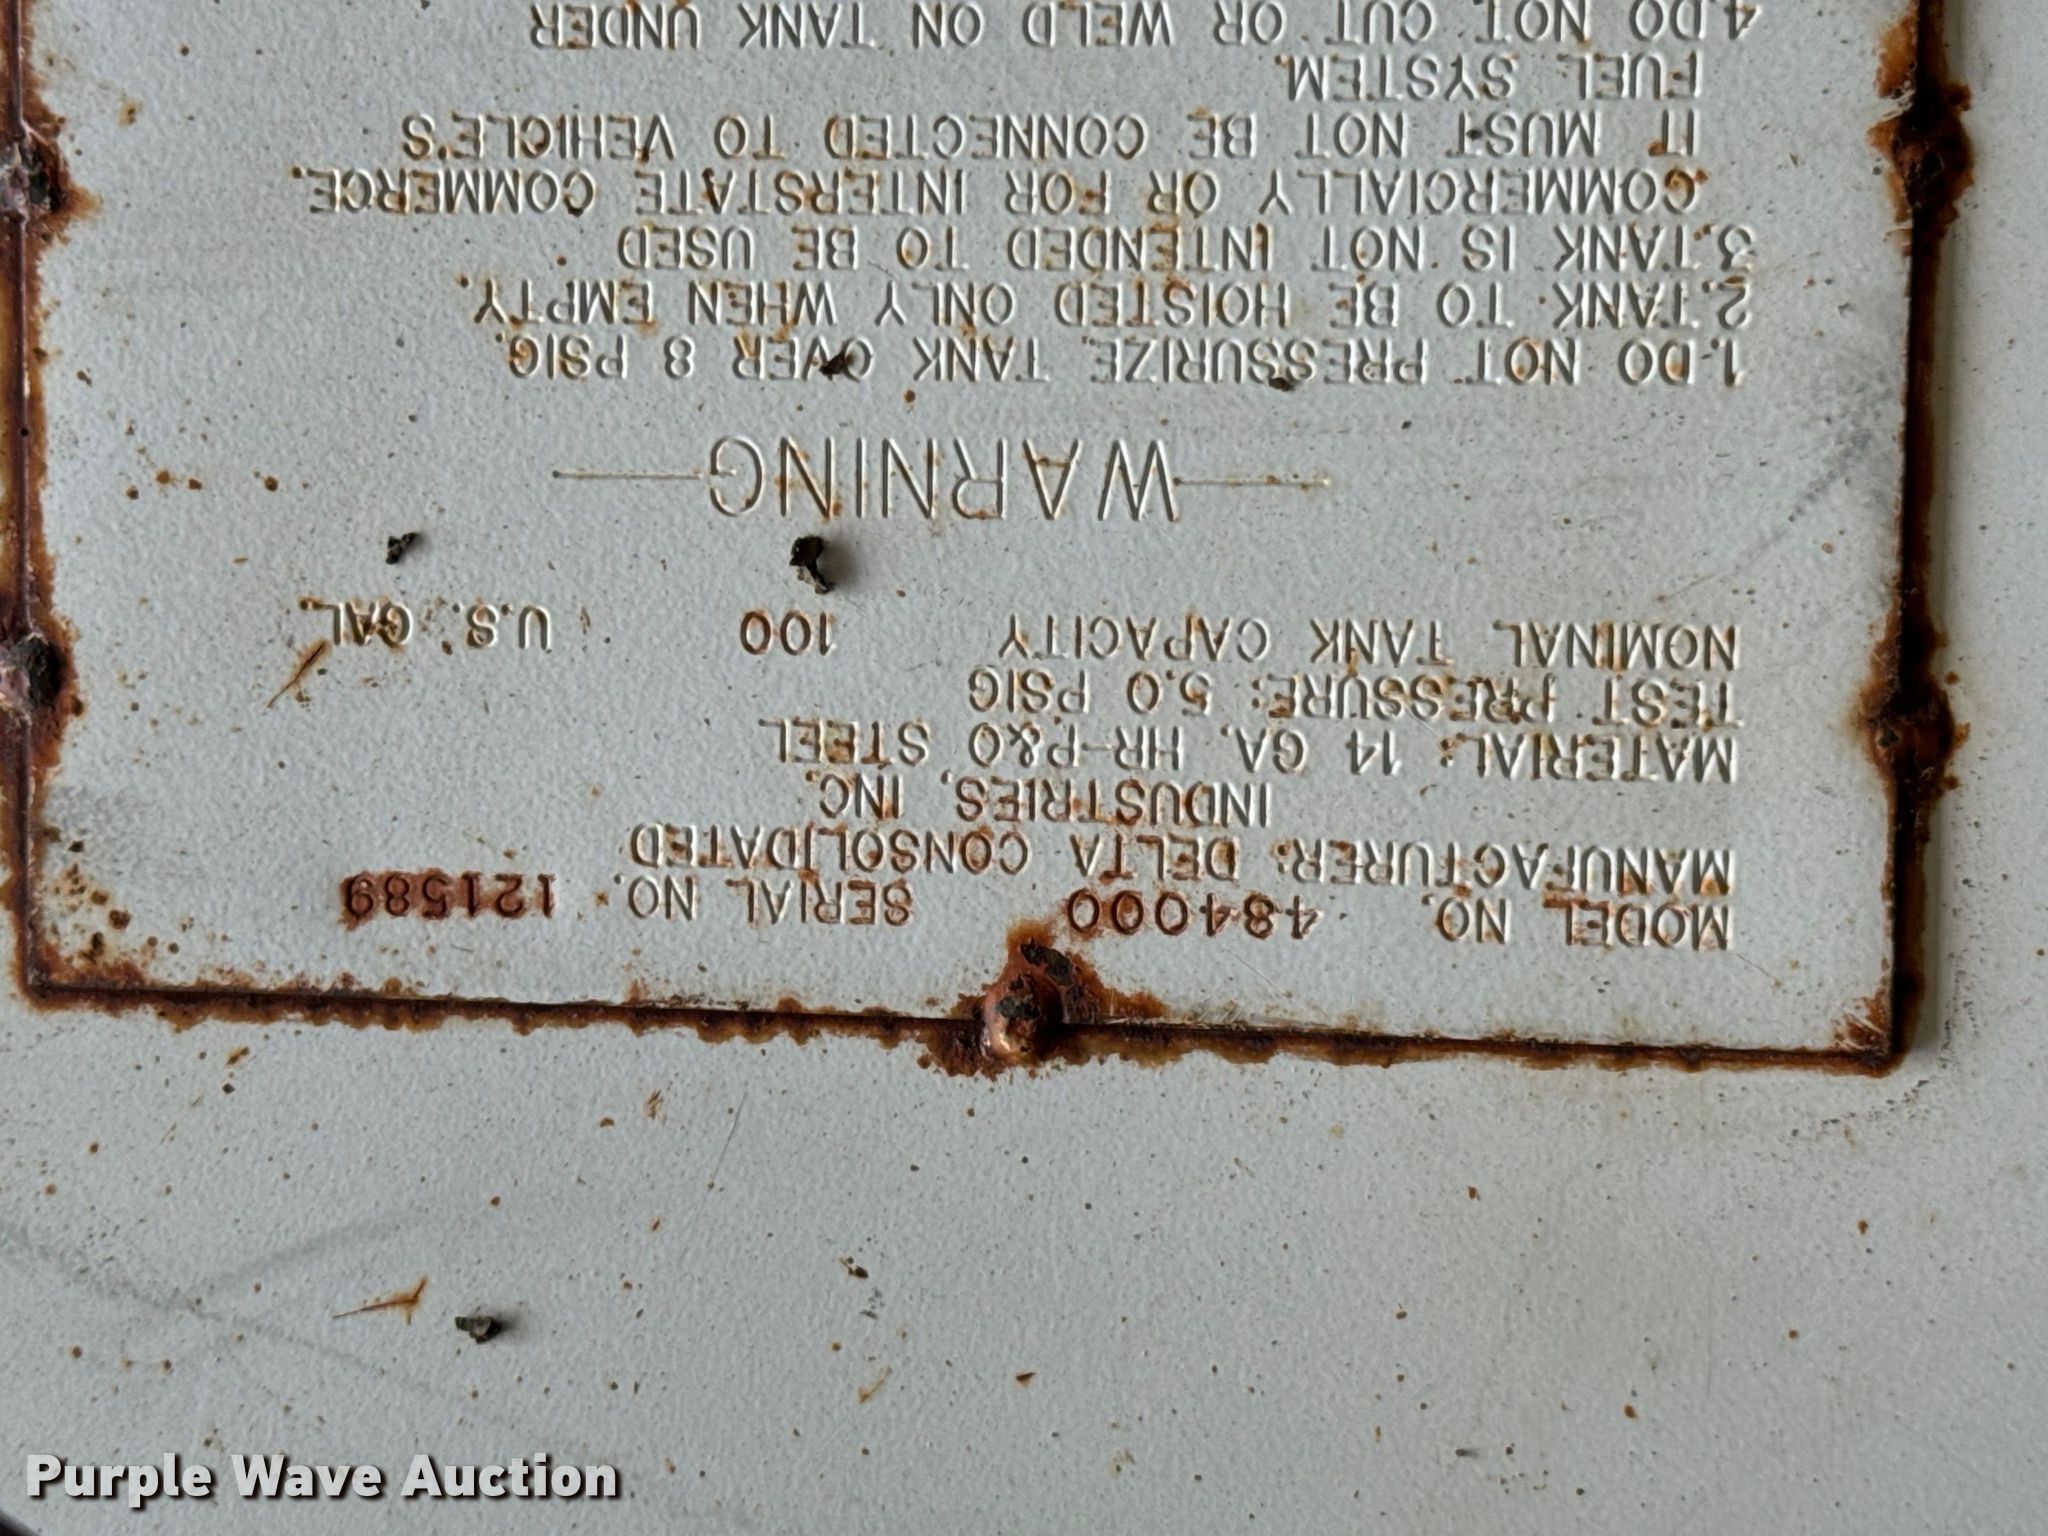 MODEL NO. 484000 SERIAL NO. 121589
MANUFACTURER: DELTA CONSOLIDATED
INDUSTRIES, INC.
MATERIAL: 14 GA. HR-P&O STEEL
TEST PRESSURE: 5.0 PSIG
NOMINAL TANK CAPACITY 100 U.S. GAL.
WARNING
1.DO NOT PRESSURIZE TANK OVER 8 PSIG.
2.TANK TO BE HOISTED ONLY WHEN EMPTY.
3.TANK IS NOT INTENDED TO BE USED
COMMERCIALLY OR FOR INTERSTATE COMMERCE.
IT MUST NOT BE CONNECTED TO VEHICLE'S
FUEL SYSTEM.
4.DO NOT CUT OR WELD ON TANK UNDER
Purple Wave Auction